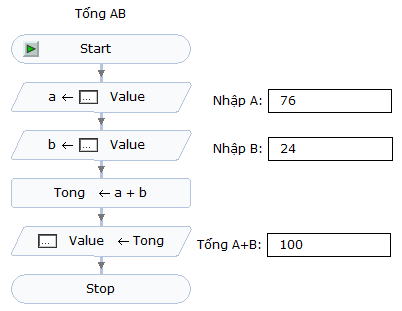 Tổng AB
Start
a ← ... Value
Nhập A: 76
b ← ... Value
Nhập B: 24
Tong ← a + b
... Value ← Tong
Tổng A+B: 100
Stop